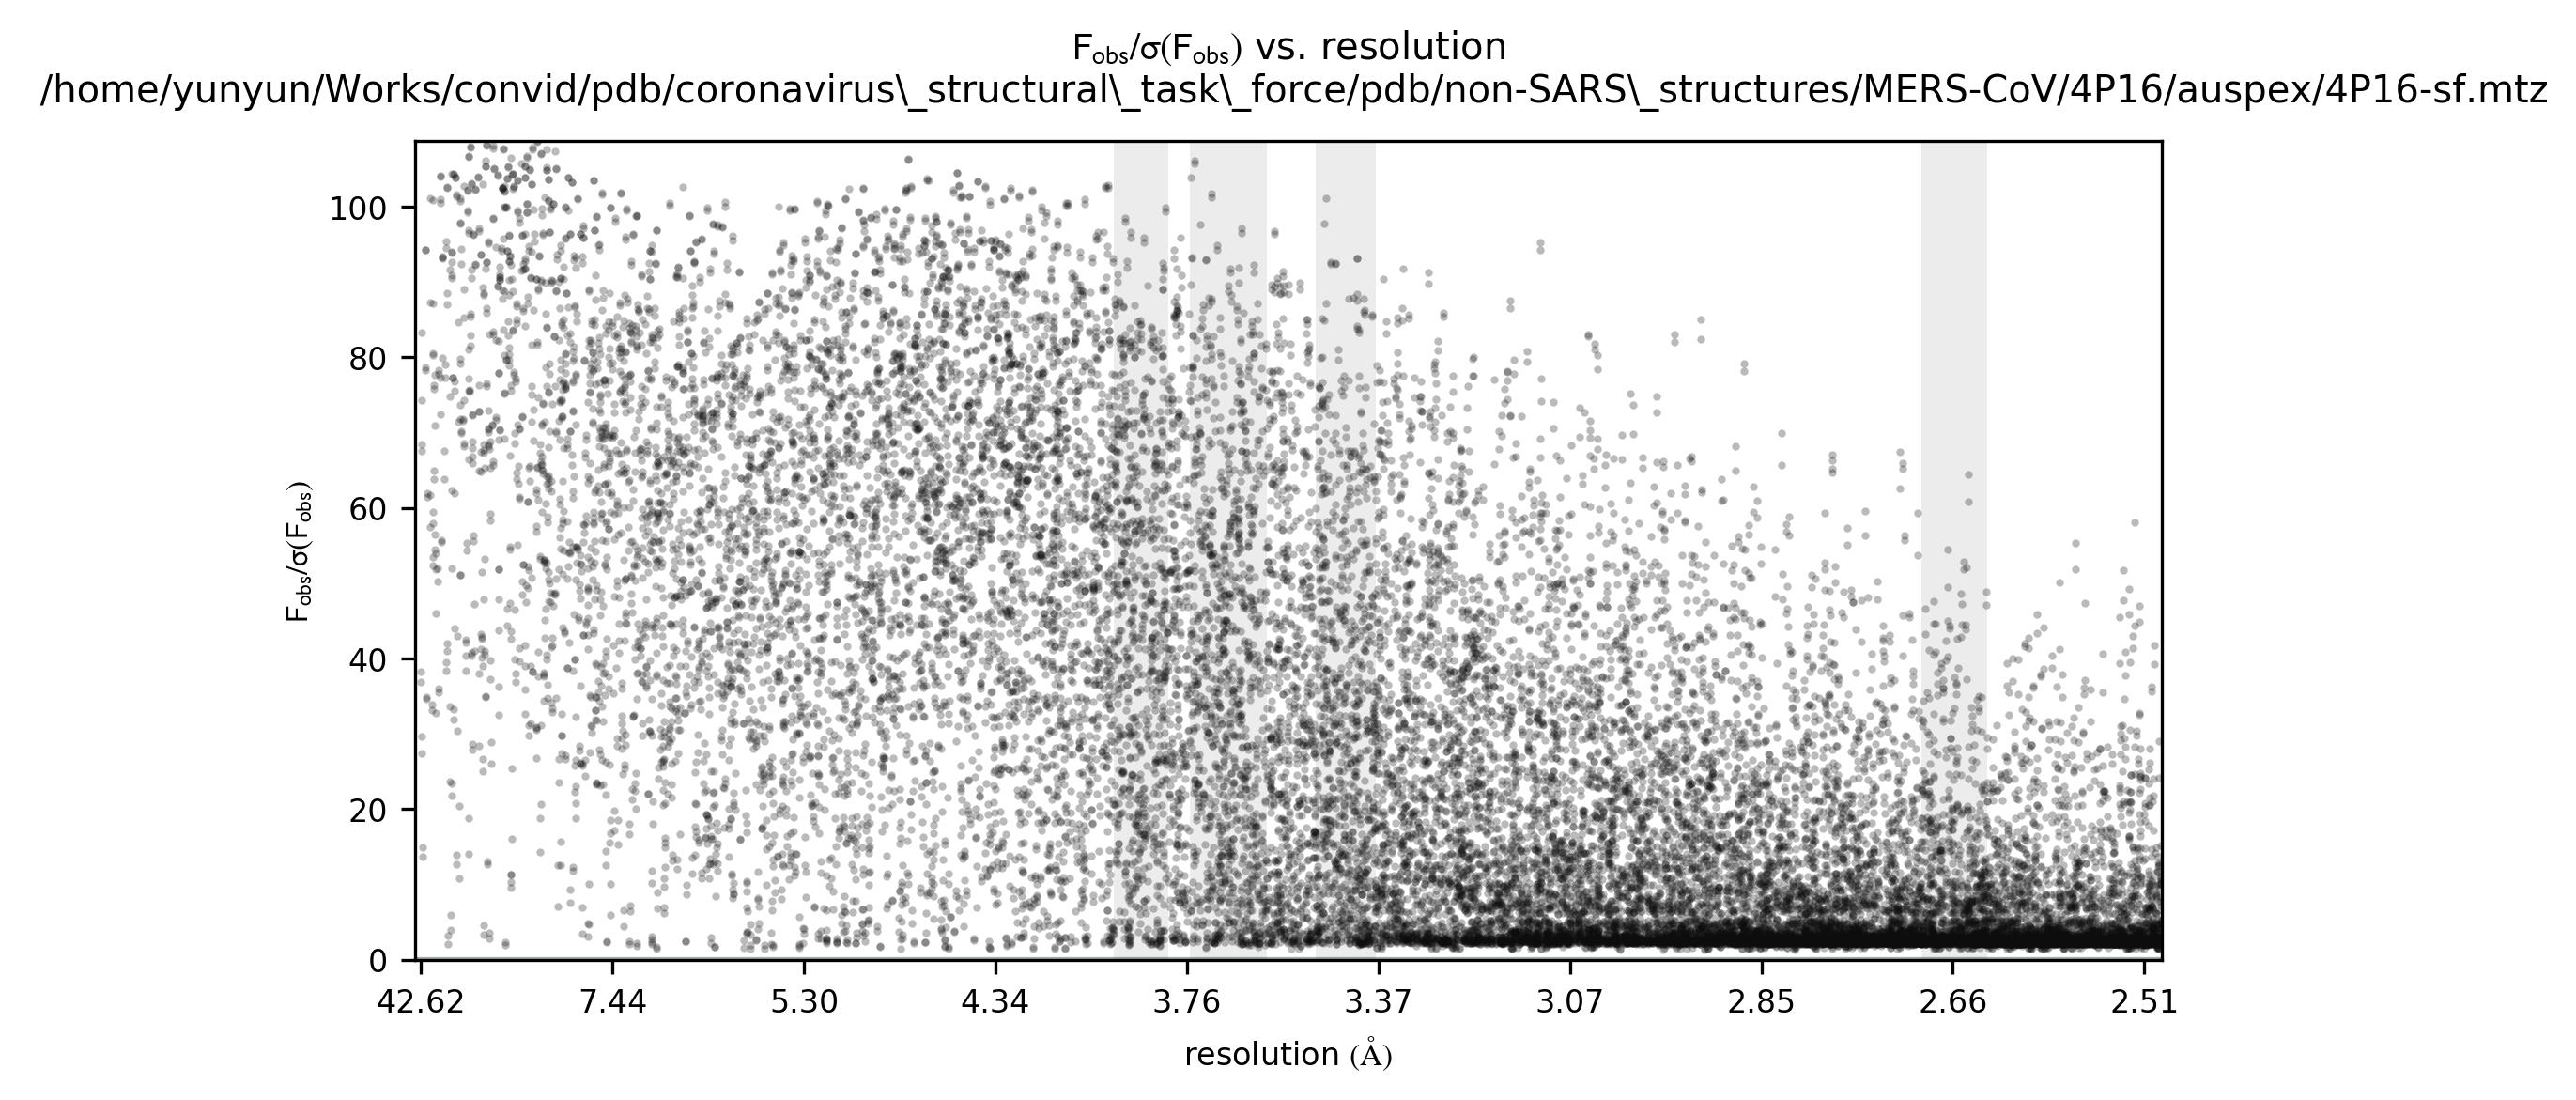 Fobs/σ(Fobs) vs. resolution
/home/yunyun/Works/convid/pdb/coronavirus\_structural\_task\_force/pdb/non-SARS\_structures/MERS-CoV/4P16/auspex/4P16-sf.mtz
Fobs/σ(Fobs)
100
80
60
40
20
0
42.62 7.44 5.30 4.34 3.76 3.37 3.07 2.85 2.66 2.51
resolution (Å)